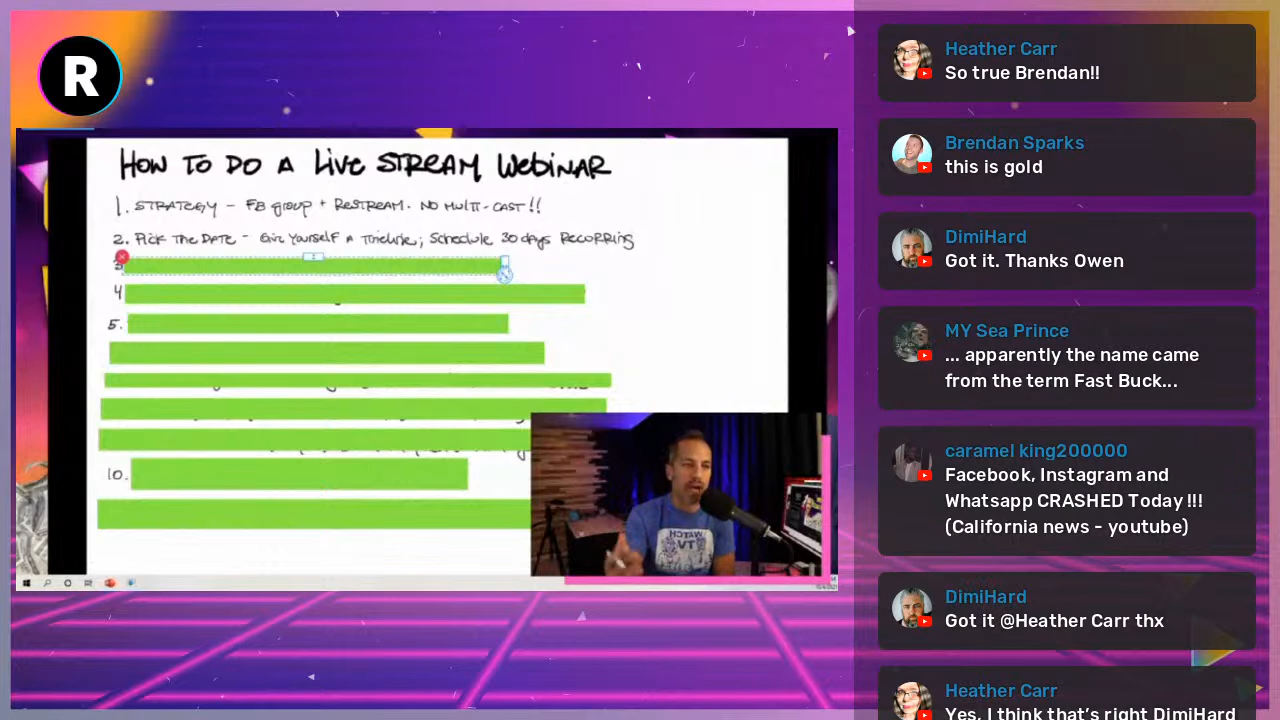 R
HOW TO DO A LIVE STREAM WEBINAR
1. STRATEGY - FB group + RESTREAM. NO MULTI-CAST!!
2. PICK THE DATE - Give Yourself A Timeline; Schedule 30 days RECORRING
3
4
5.
10.
WATCH
TV
Heather Carr
So true Brendan!!
Brendan Sparks
this is gold
DimiHard
Got it. Thanks Owen
MY Sea Prince
... apparently the name came
from the term Fast Buck...
caramel king200000
Facebook, Instagram and
Whatsapp CRASHED Today !!!
(California news - youtube)
DimiHard
Got it @Heather Carr thx
Heather Carr
Yes, I think that's right DimiHard